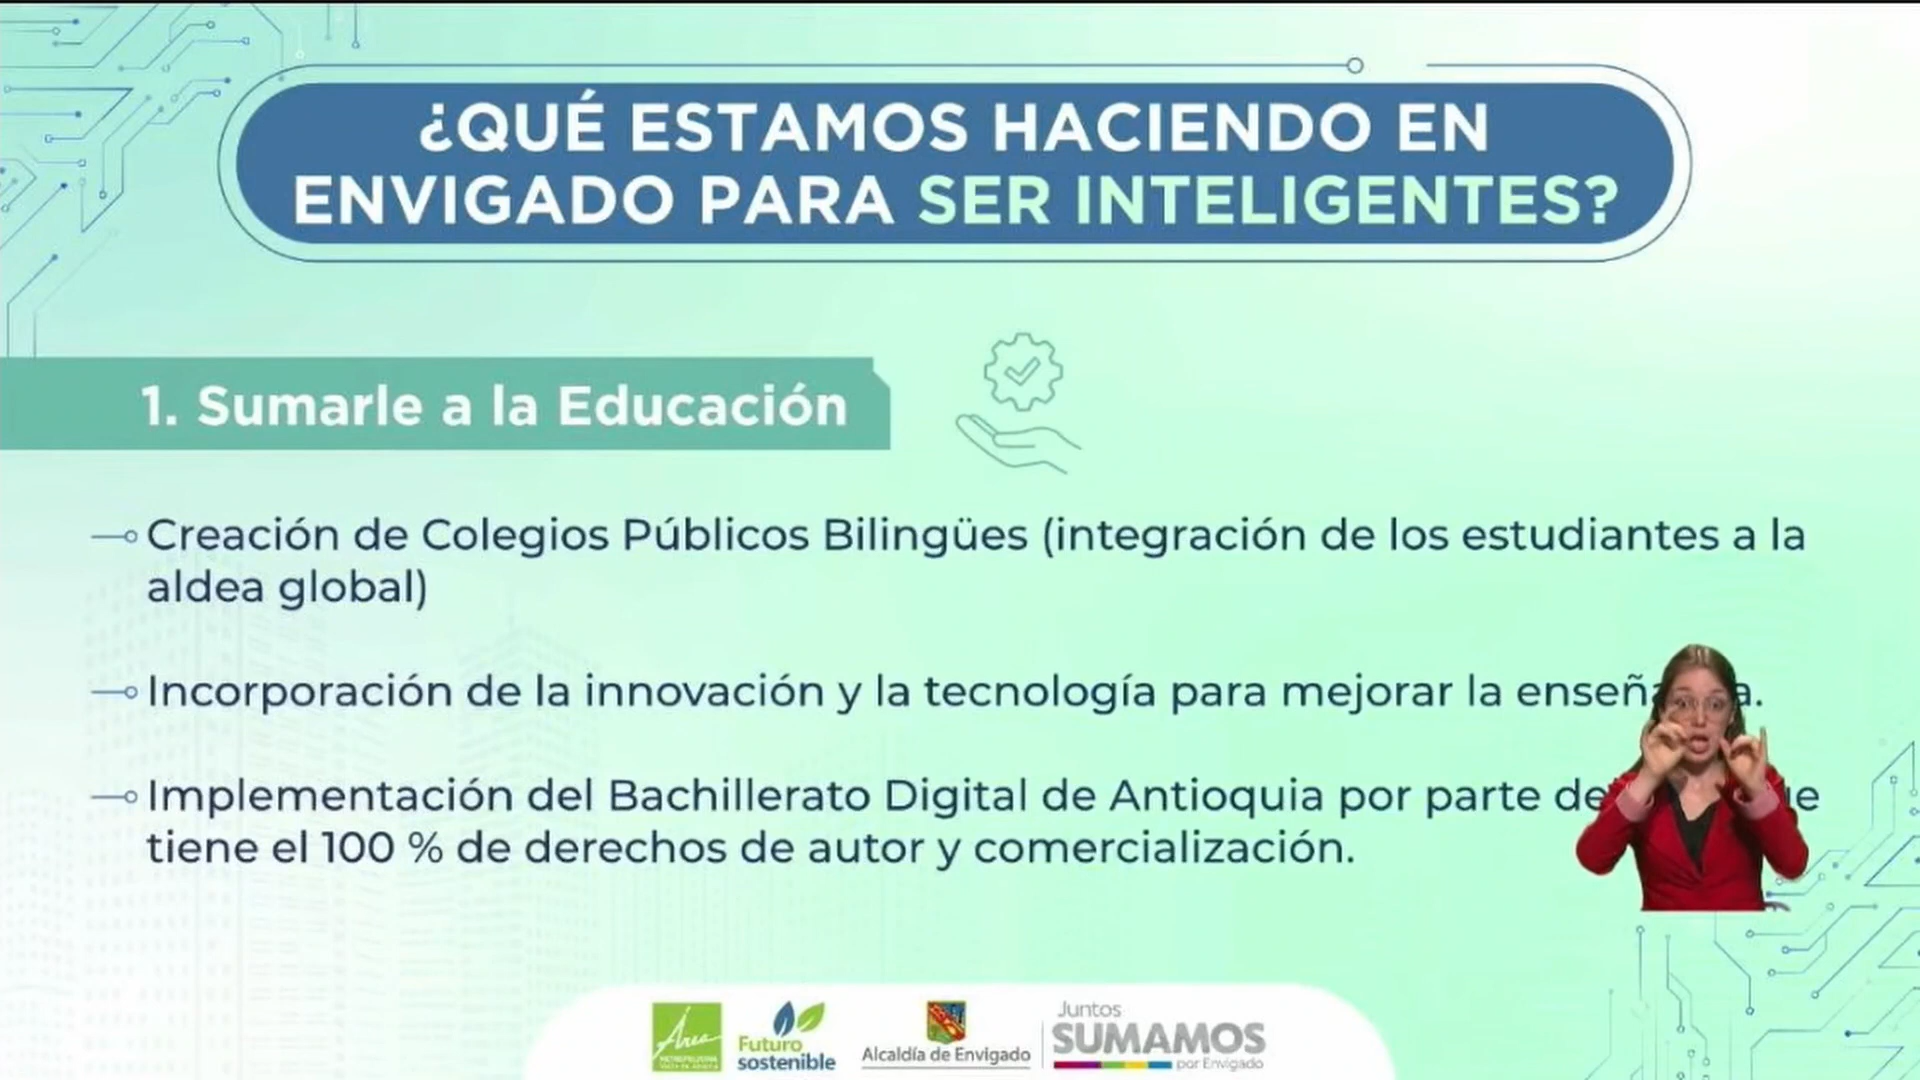 ¿QUÉ ESTAMOS HACIENDO EN
ENVIGADO PARA SER INTELIGENTES?
1. Sumarle a la Educación
Creación de Colegios Públicos Bilingües (integración de los estudiantes a la
aldea global)
Incorporación de la innovación y la tecnología para mejorar la
Implementación del Bachillerato Digital de Antioquia por parte
tiene el 100 % de derechos de autor y comercialización.
Área
Futuro
sostenible
Alcaldía de Envigado
Juntos
SUMAMOS
por Envigado